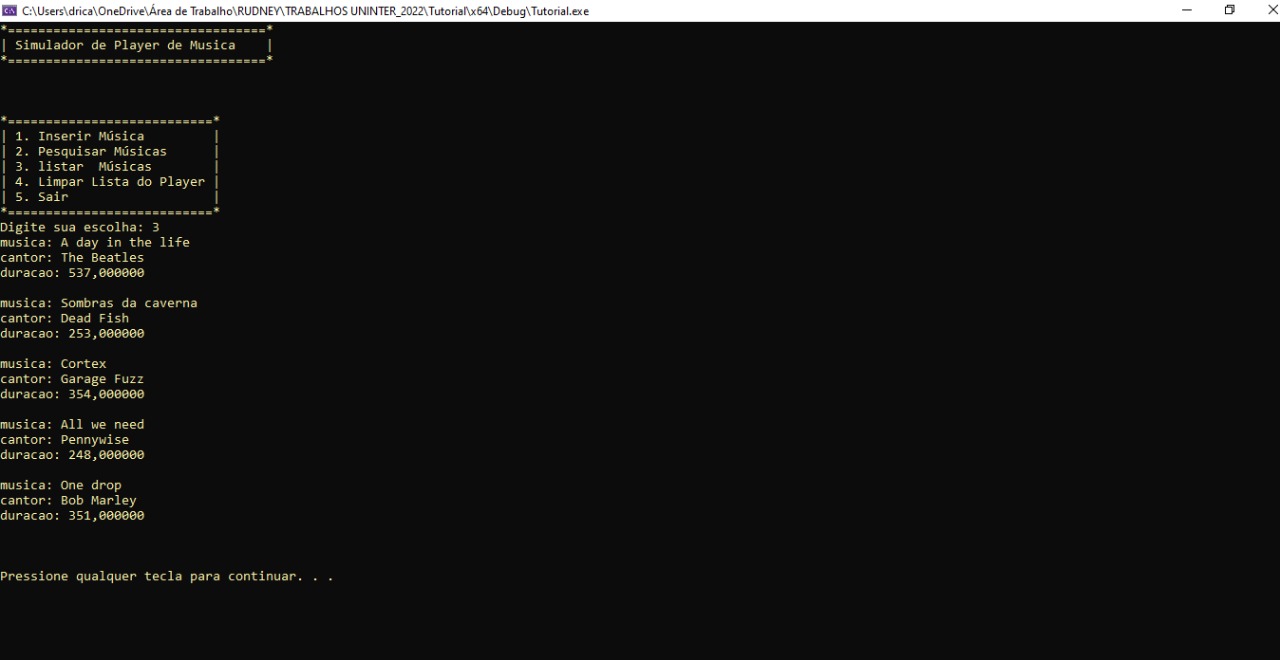 C:\Users\drica\OneDrive\Área de Trabalho\RUDNEY\TRABALHOS UNINTER_2022\Tutorial\x64\Debug\Tutorial.exe
*==================================*
| Simulador de Player de Musica    |
*==================================*
*===========================*
| 1. Inserir Música         |
| 2. Pesquisar Músicas      |
| 3. listar  Músicas        |
| 4. Limpar Lista do Player |
| 5. Sair                   |
*===========================*
Digite sua escolha: 3
musica: A day in the life
cantor: The Beatles
duracao: 537,000000
musica: Sombras da caverna
cantor: Dead Fish
duracao: 253,000000
musica: Cortex
cantor: Garage Fuzz
duracao: 354,000000
musica: All we need
cantor: Pennywise
duracao: 248,000000
musica: One drop
cantor: Bob Marley
duracao: 351,000000
Pressione qualquer tecla para continuar. . .